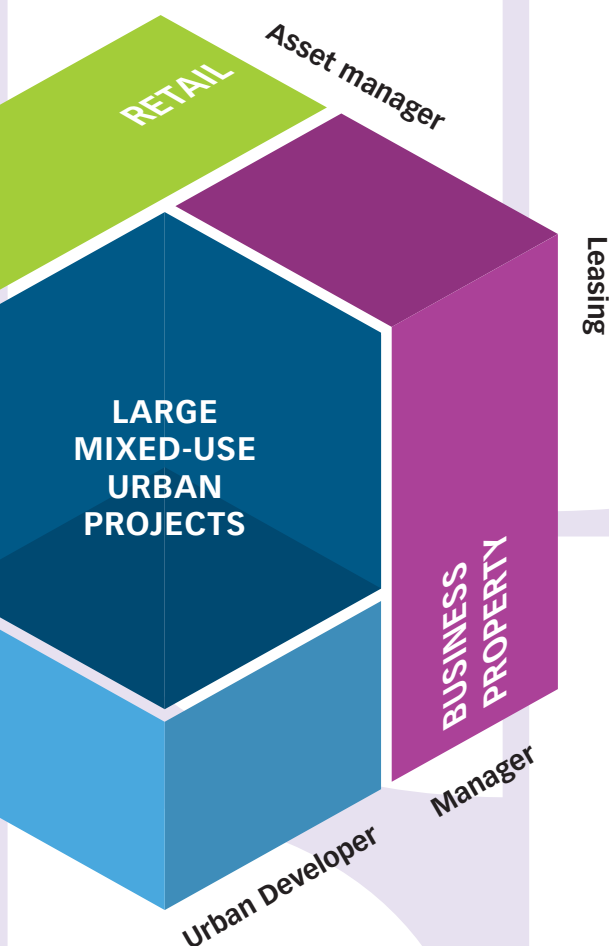 Asset manager
RETAIL
Leasing
LARGE
MIXED-USE
URBAN
PROJECTS
BUSINESS
PROPERTY
Manager
Urban Developer